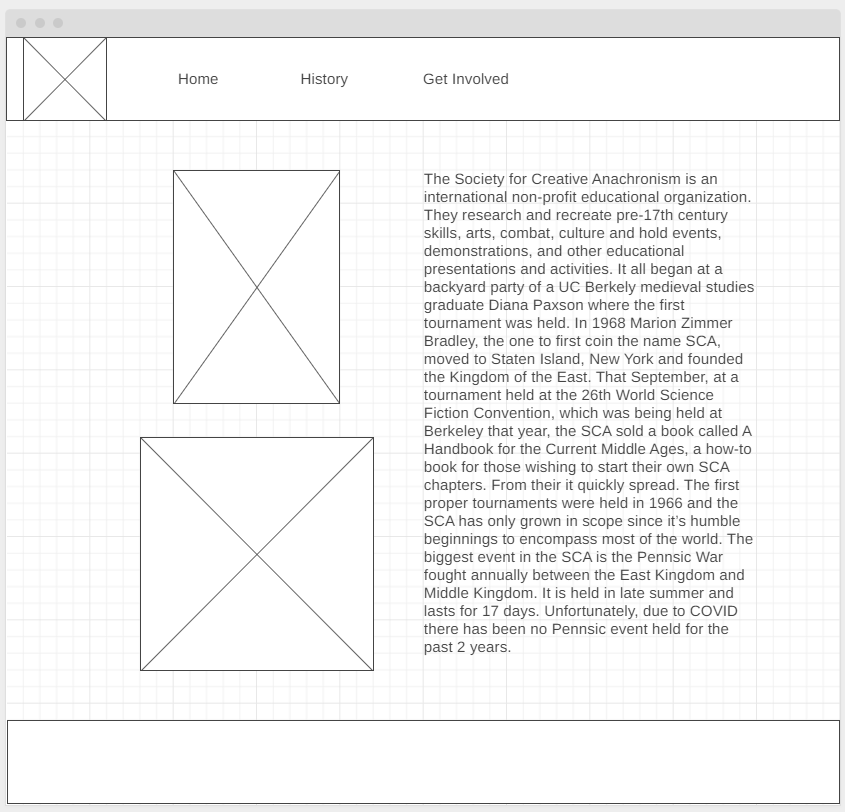 Home
History
Get Involved
The Society for Creative Anachronism is an
international non-profit educational organization.
They research and recreate pre-17th century
skills, arts, combat, culture and hold events,
demonstrations, and other educational
presentations and activities. It all began at a
backyard party of a UC Berkely medieval studies
graduate Diana Paxson where the first
tournament was held. In 1968 Marion Zimmer
Bradley, the one to first coin the name SCA,
moved to Staten Island, New York and founded
the Kingdom of the East. That September, at a
tournament held at the 26th World Science
Fiction Convention, which was being held at
Berkeley that year, the SCA sold a book called A
Handbook for the Current Middle Ages, a how-to
book for those wishing to start their own SCA
chapters. From their it quickly spread. The first
proper tournaments were held in 1966 and the
SCA has only grown in scope since it’s humble
beginnings to encompass most of the world. The
biggest event in the SCA is the Pennsic War
fought annually between the East Kingdom and
Middle Kingdom. It is held in late summer and
lasts for 17 days. Unfortunately, due to COVID
there has been no Pennsic event held for the
past 2 years.